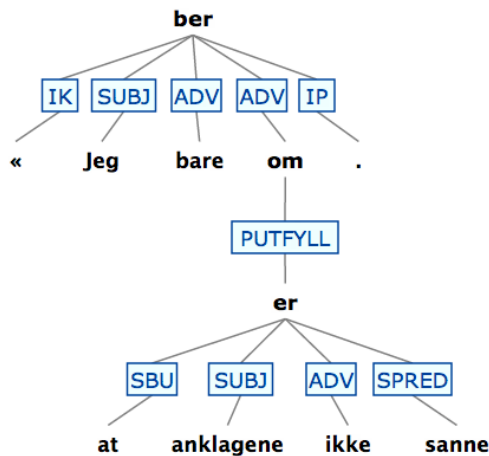 ber
IK SUBJ ADV ADV IP
« Jeg bare om .
PUTFYLL
er
SBU SUBJ ADV SPRED
at anklagene ikke sanne